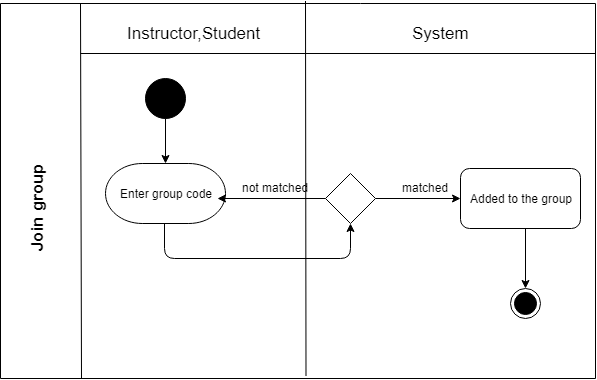 Instructor,Student
System
Join group
Enter group code
not matched
matched
Added to the group